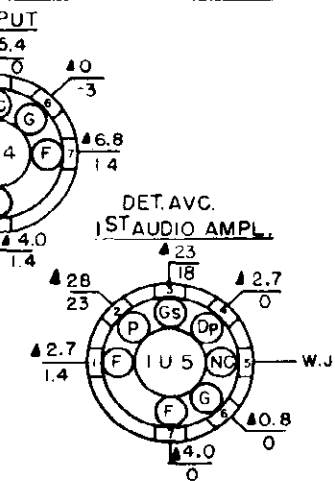 PUT
5.4
0
▲0
-3
6
G
F
7
▲6.8
1.4
4
▲4.0
1.4
DET. AVC.
1ST AUDIO AMPL.
▲23
18
▲28
23
▲2.7
0
2
3
4
P
GS
DP
▲2.7
1.4
1
F
1U5
NC
5
W.J
F
G
6
7
▲0.8
0
▲4.0
0